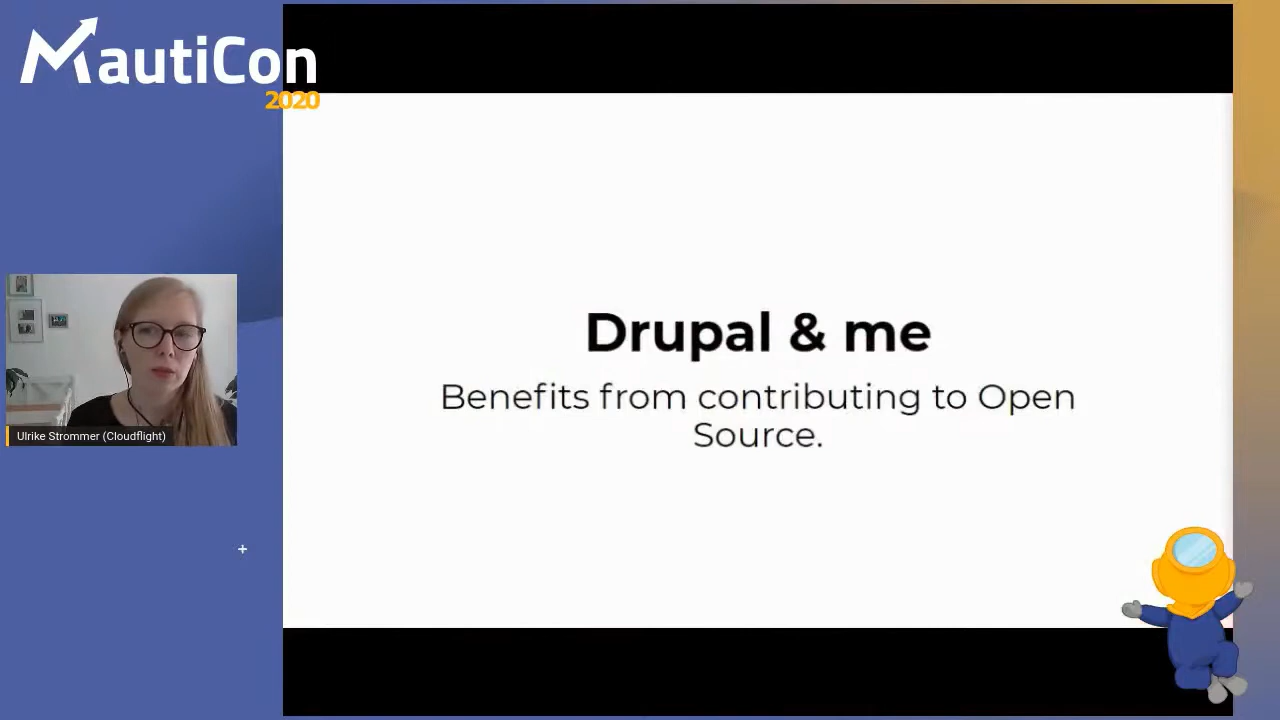 MautiCon
2020
Drupal & me
Benefits from contributing to Open
Source.
Ulrike Strommer (Cloudflight)